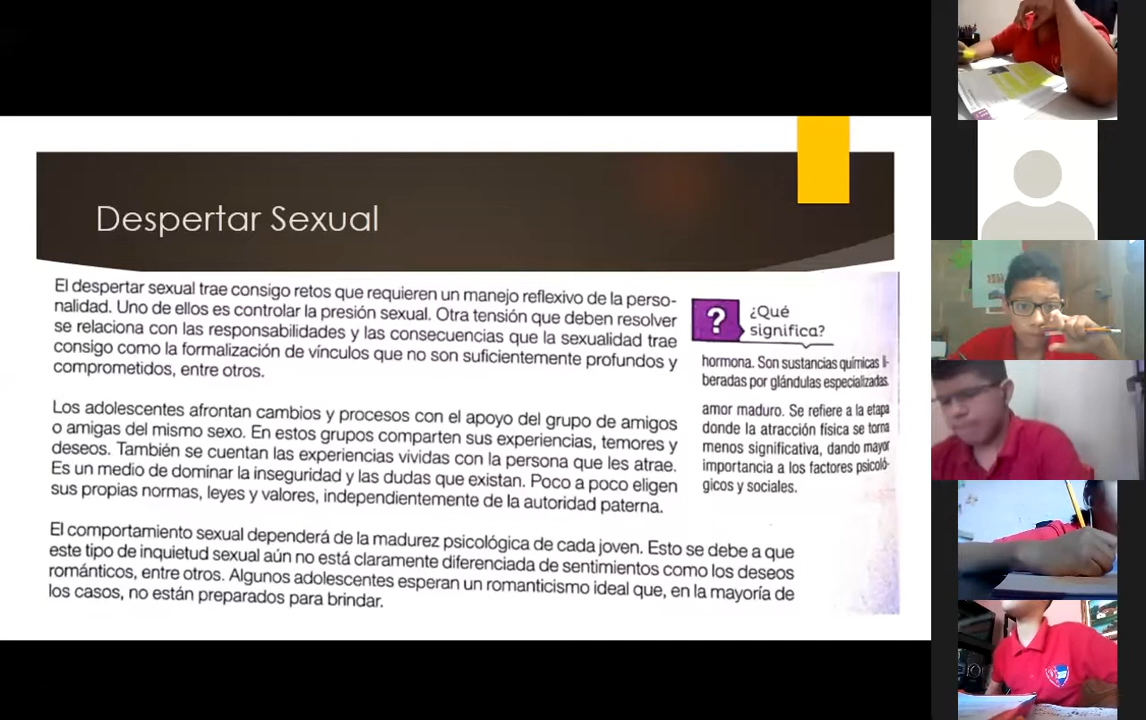 Despertar Sexual
El despertar sexual trae consigo retos que requieren un manejo reflexivo de la perso-
nalidad. Uno de ellos es controlar la presión sexual. Otra tensión que deben resolver
se relaciona con las responsabilidades y las consecuencias que la sexualidad trae
consigo como la formalización de vínculos que no son suficientemente profundos y
comprometidos, entre otros.
Los adolescentes afrontan cambios y procesos con el apoyo del grupo de amigos
o amigas del mismo sexo. En estos grupos comparten sus experiencias, temores y
deseos. También se cuentan las experiencias vividas con la persona que les atrae.
Es un medio de dominar la inseguridad y las dudas que existan. Poco a poco eligen
sus propias normas, leyes y valores, independientemente de la autoridad paterna.
El comportamiento sexual dependerá de la madurez psicológica de cada joven. Esto se debe a que
este tipo de inquietud sexual aún no está claramente diferenciada de sentimientos como los deseos
románticos, entre otros. Algunos adolescentes esperan un romanticismo ideal que, en la mayoría de
los casos, no están preparados para brindar.
?
¿Qué
significa?
hormona. Son sustancias químicas li-
beradas por glándulas especializadas.
amor maduro. Se refiere a la etapa
donde la atracción física se torna
menos significativa, dando mayor
importancia a los factores psicoló-
gicos y sociales.